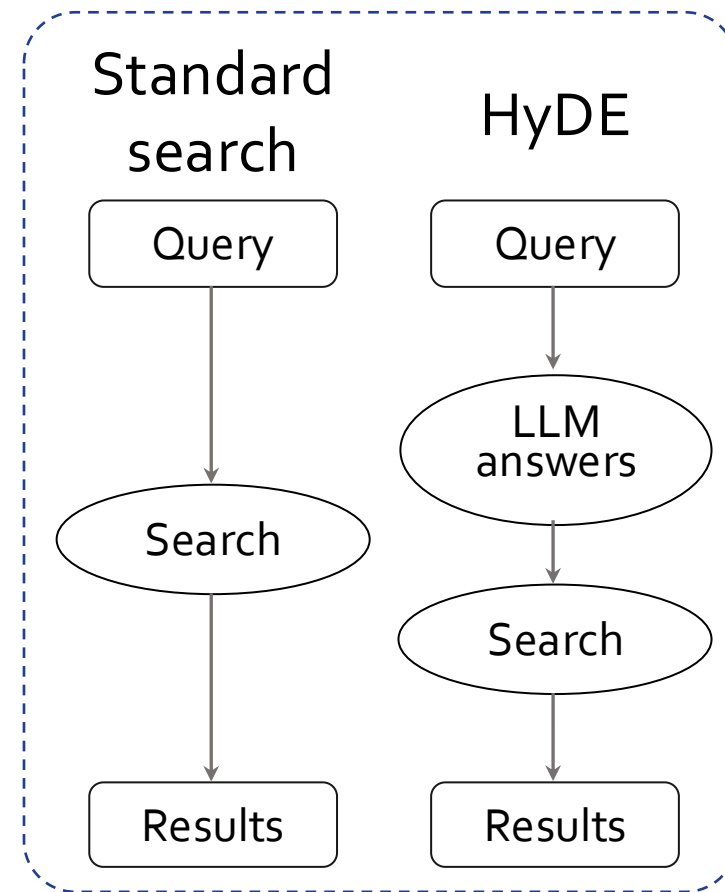 Standard
search
Query
Search
Results
HyDE
Query
LLM
answers
Search
Results